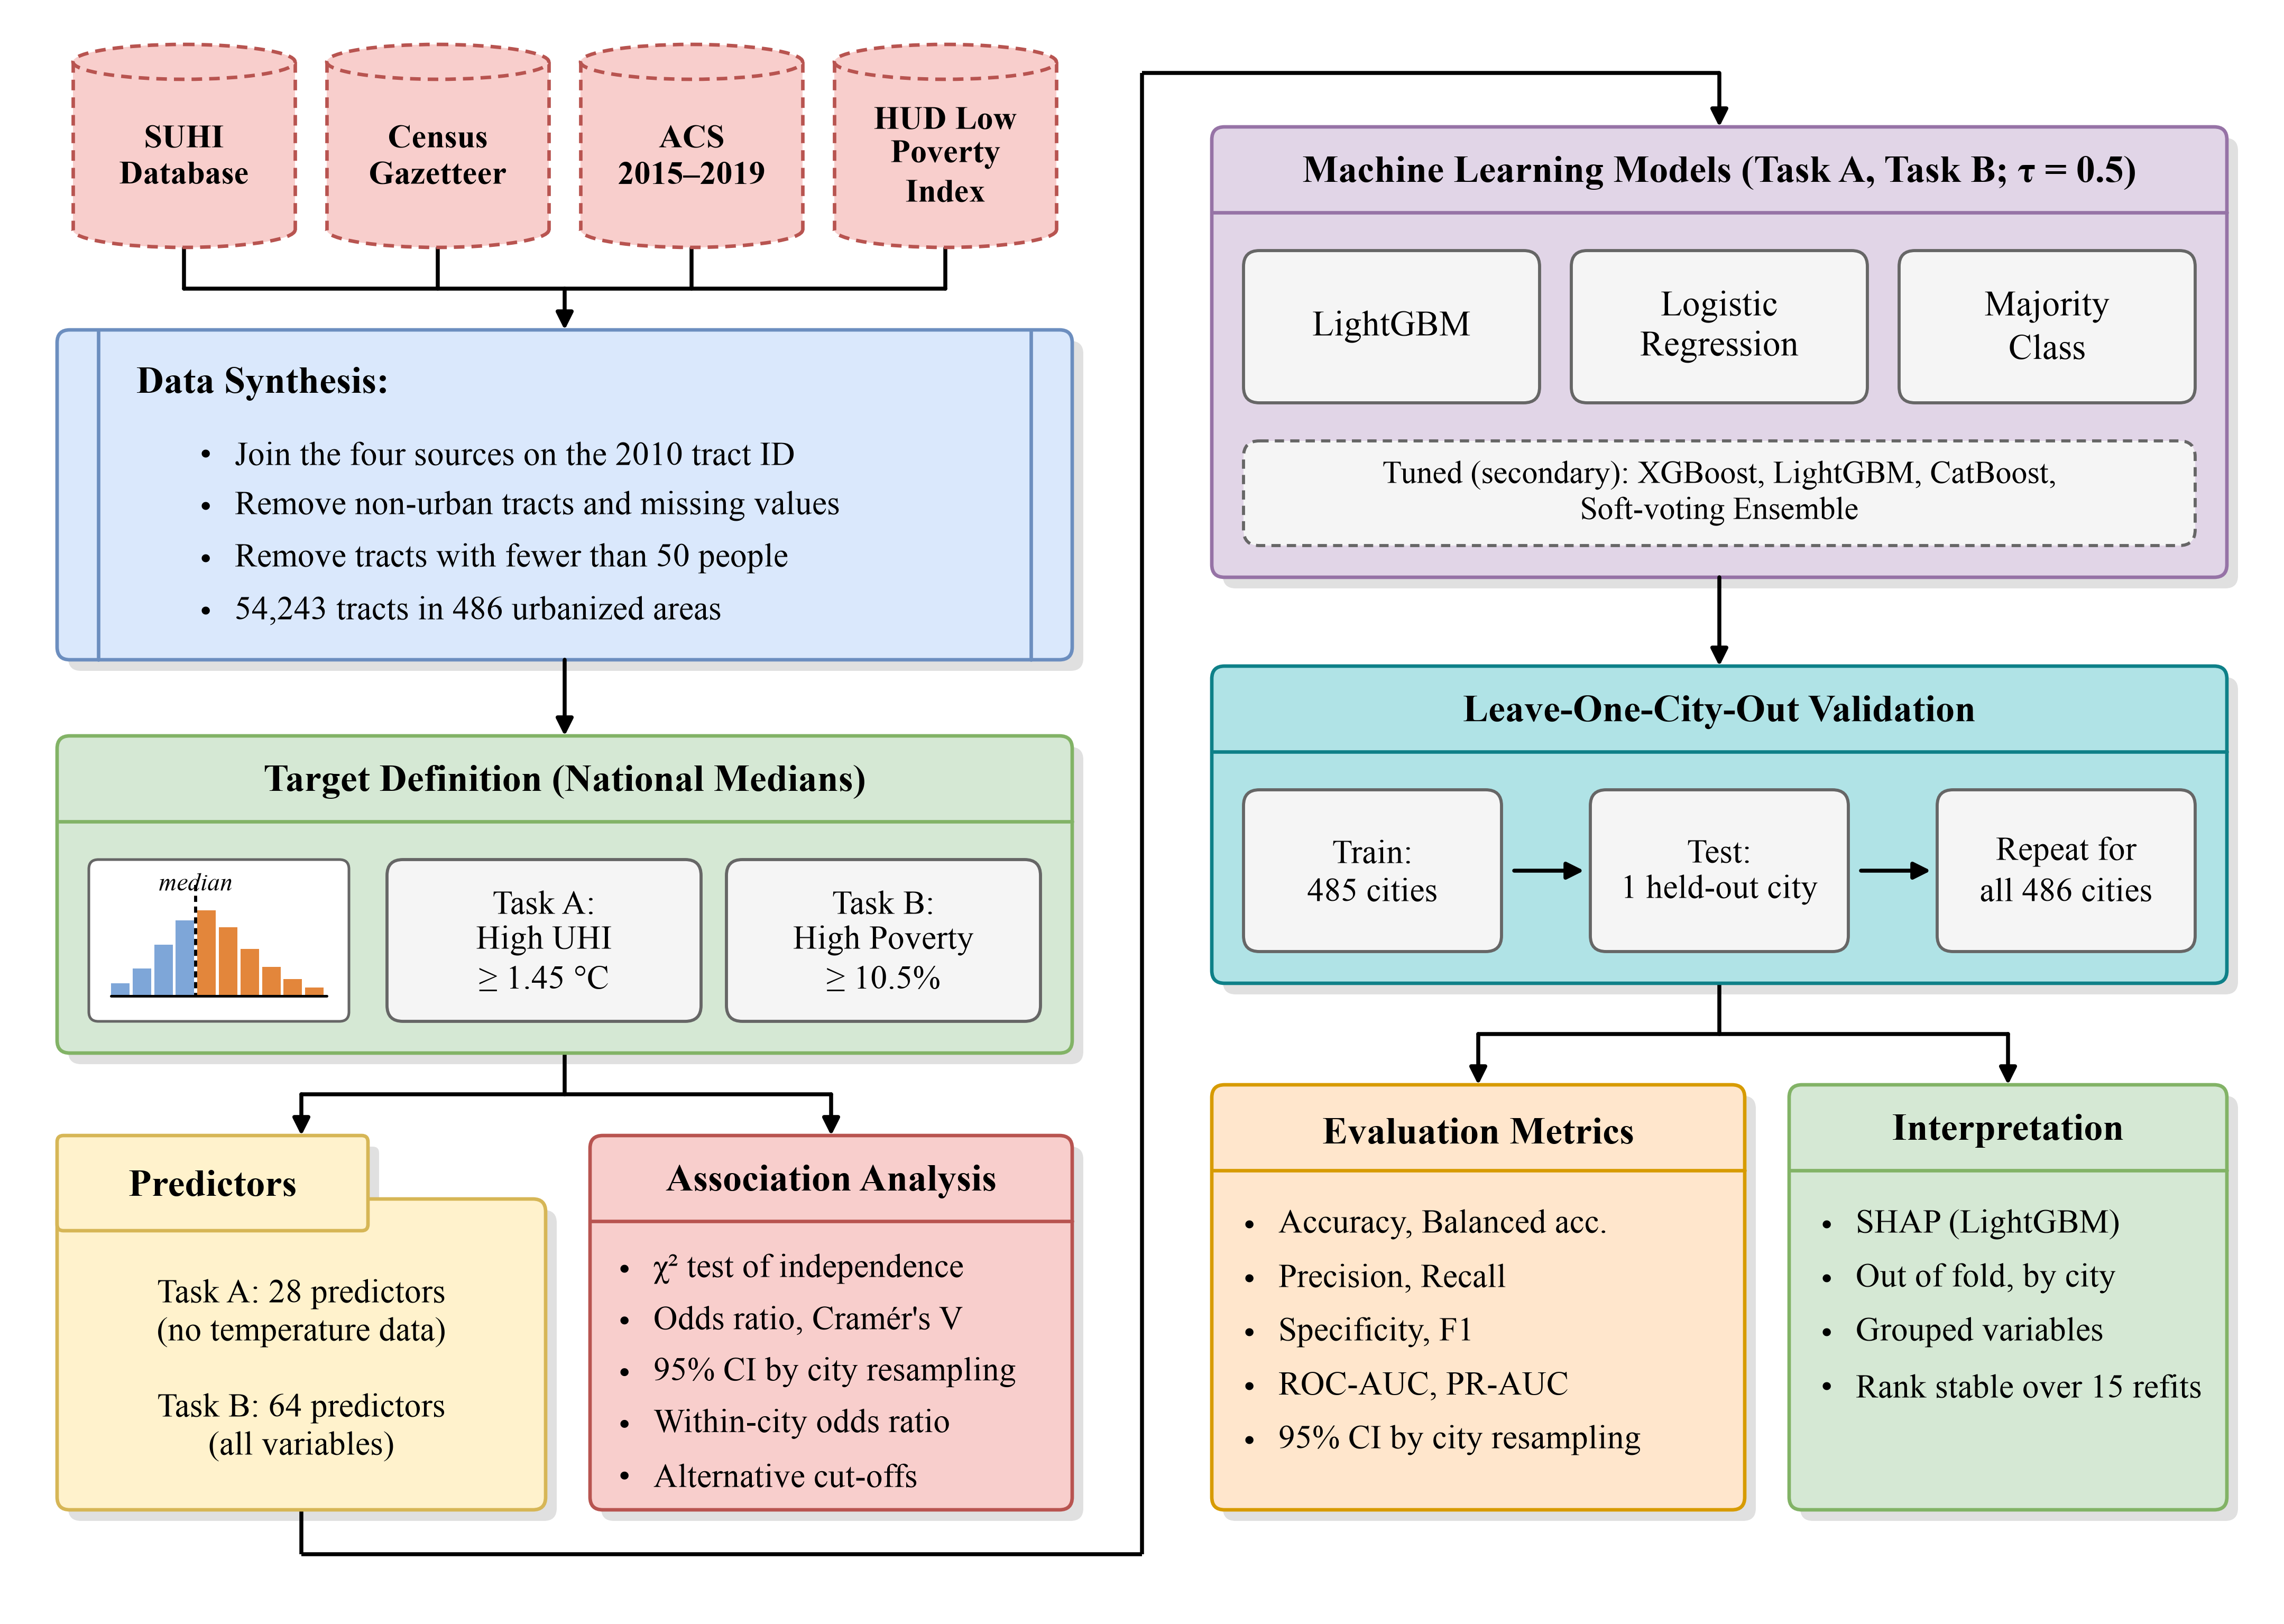 SUHI
Database
Census
Gazetteer
ACS
2015–2019
HUD Low
Poverty
Index
Data Synthesis:
• Join the four sources on the 2010 tract ID
• Remove non-urban tracts and missing values
• Remove tracts with fewer than 50 people
• 54,243 tracts in 486 urbanized areas
Target Definition (National Medians)
median
Task A:
High UHI
≥ 1.45 °C
Task B:
High Poverty
≥ 10.5%
Predictors
Task A: 28 predictors
(no temperature data)
Task B: 64 predictors
(all variables)
Association Analysis
• χ² test of independence
• Odds ratio, Cramér's V
• 95% CI by city resampling
• Within-city odds ratio
• Alternative cut-offs
Machine Learning Models (Task A, Task B; τ = 0.5)
LightGBM
Logistic
Regression
Majority
Class
Tuned (secondary): XGBoost, LightGBM, CatBoost,
Soft-voting Ensemble
Leave-One-City-Out Validation
Train:
485 cities
Test:
1 held-out city
Repeat for
all 486 cities
Evaluation Metrics
• Accuracy, Balanced acc.
• Precision, Recall
• Specificity, F1
• ROC-AUC, PR-AUC
• 95% CI by city resampling
Interpretation
• SHAP (LightGBM)
• Out of fold, by city
• Grouped variables
• Rank stable over 15 refits